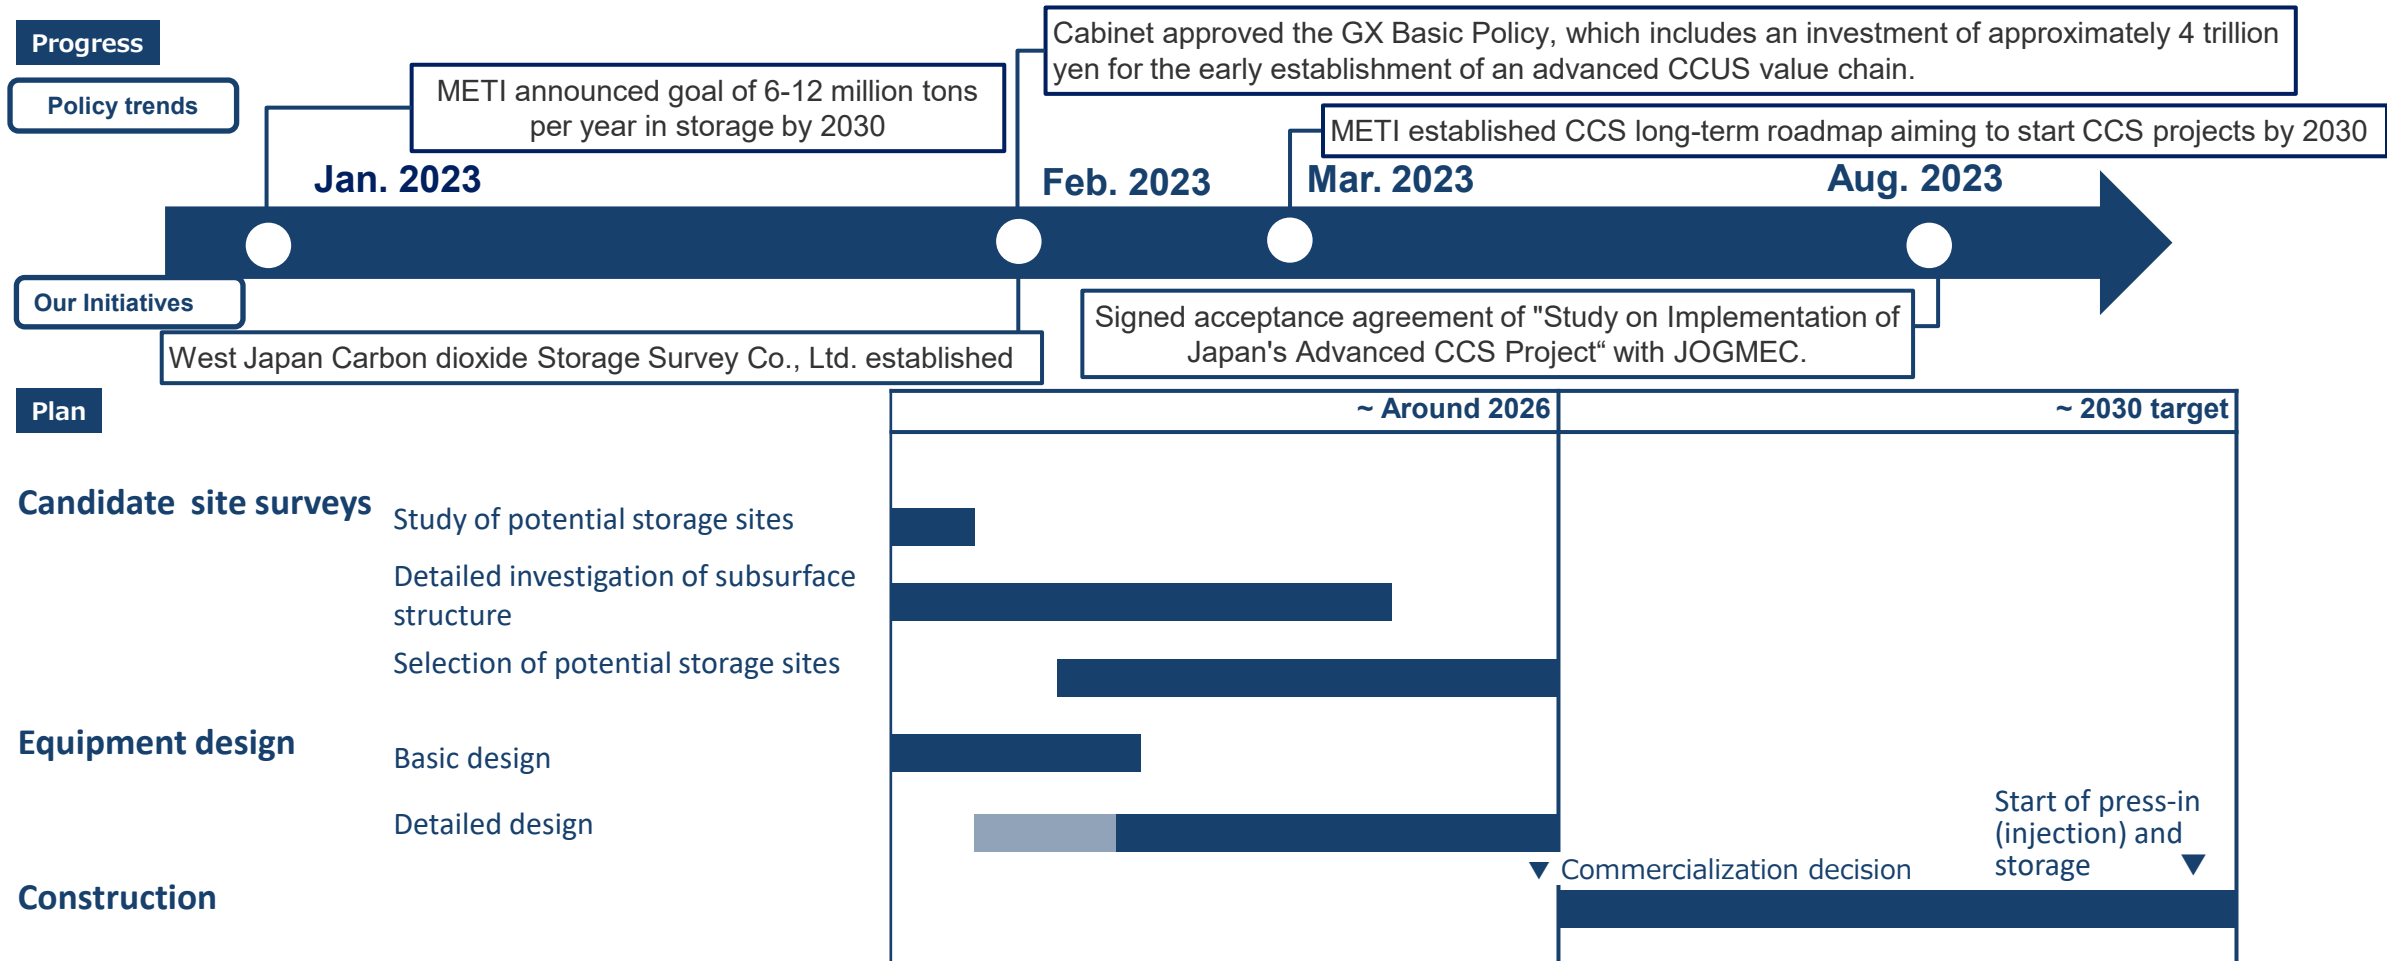 Progress
Policy trends
METI announced goal of 6-12 million tons
per year in storage by 2030
Cabinet approved the GX Basic Policy, which includes an investment of approximately 4 trillion
yen for the early establishment of an advanced CCUS value chain.
METI established CCS long-term roadmap aiming to start CCS projects by 2030
Jan. 2023
Feb. 2023
Mar. 2023
Aug. 2023
Our Initiatives
West Japan Carbon dioxide Storage Survey Co., Ltd. established
Signed acceptance agreement of "Study on Implementation of
Japan's Advanced CCS Project“ with JOGMEC.
Plan
~ Around 2026
~ 2030 target
Candidate  site surveys
Study of potential storage sites
Detailed investigation of subsurface
structure
Selection of potential storage sites
Equipment design
Basic design
Detailed design
Start of press-in
(injection) and
storage ▼
▼ Commercialization decision
Construction